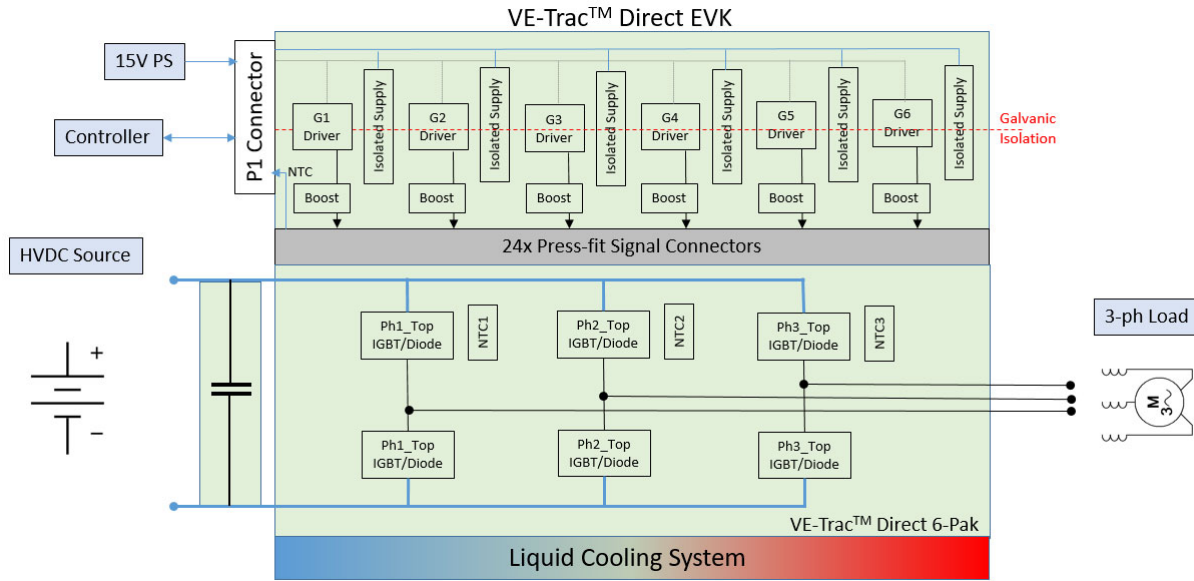 VE-Trac™ Direct EVK
15V PS
Controller
P1 Connector
NTC
G1
Driver
Isolated Supply
G2
Driver
Isolated Supply
G3
Driver
Isolated Supply
G4
Driver
Isolated Supply
G5
Driver
Isolated Supply
G6
Driver
Isolated Supply
Galvanic
Isolation
Boost
Boost
Boost
Boost
Boost
Boost
24x Press-fit Signal Connectors
HVDC Source
+
−
Ph1_Top
IGBT/Diode
NTC1
Ph2_Top
IGBT/Diode
NTC2
Ph3_Top
IGBT/Diode
NTC3
3-ph Load
M
3~
Ph1_Top
IGBT/Diode
Ph2_Top
IGBT/Diode
Ph3_Top
IGBT/Diode
VE-Trac™ Direct 6-Pak
Liquid Cooling System